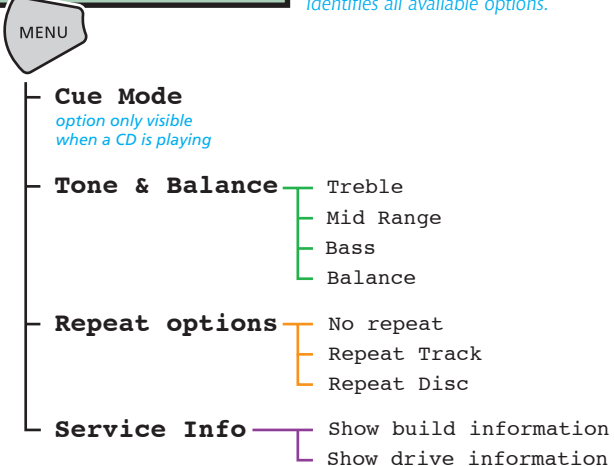 identifies all available options.
MENU
Cue Mode
option only visible
when a CD is playing
Tone & Balance
Treble
Mid Range
Bass
Balance
Repeat options
No repeat
Repeat Track
Repeat Disc
Service Info
Show build information
Show drive information